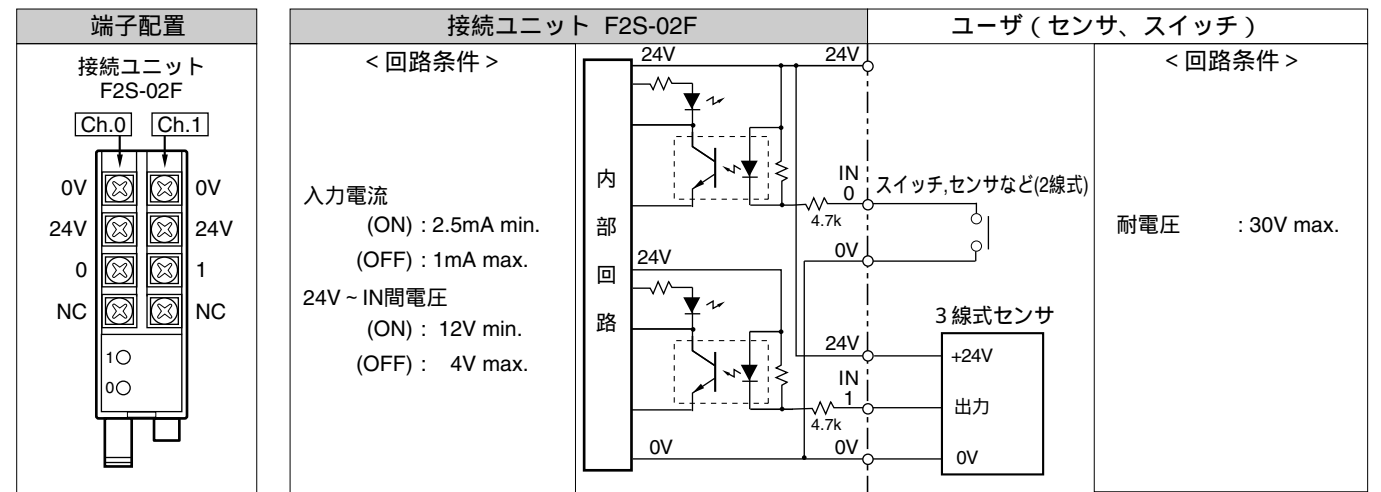 端子配置
接続ユニット
F2S-02F
Ch.0 Ch.1
0V 0V
24V 24V
0 1
NC NC
1
0
接続ユニット F2S-02F
<回路条件>
入力電流
(ON) : 2.5mA min.
(OFF) : 1mA max.
24V ~ IN間電圧
(ON) : 12V min.
(OFF) : 4V max.
内部回路
24V 24V
IN
0
4.7k
0V
24V
24V
IN
1
4.7k
0V 0V
ユーザ ( センサ、スイッチ )
スイッチ,センサなど(2線式)
3線式センサ
+24V
出力
0V
<回路条件>
耐電圧 : 30V max.